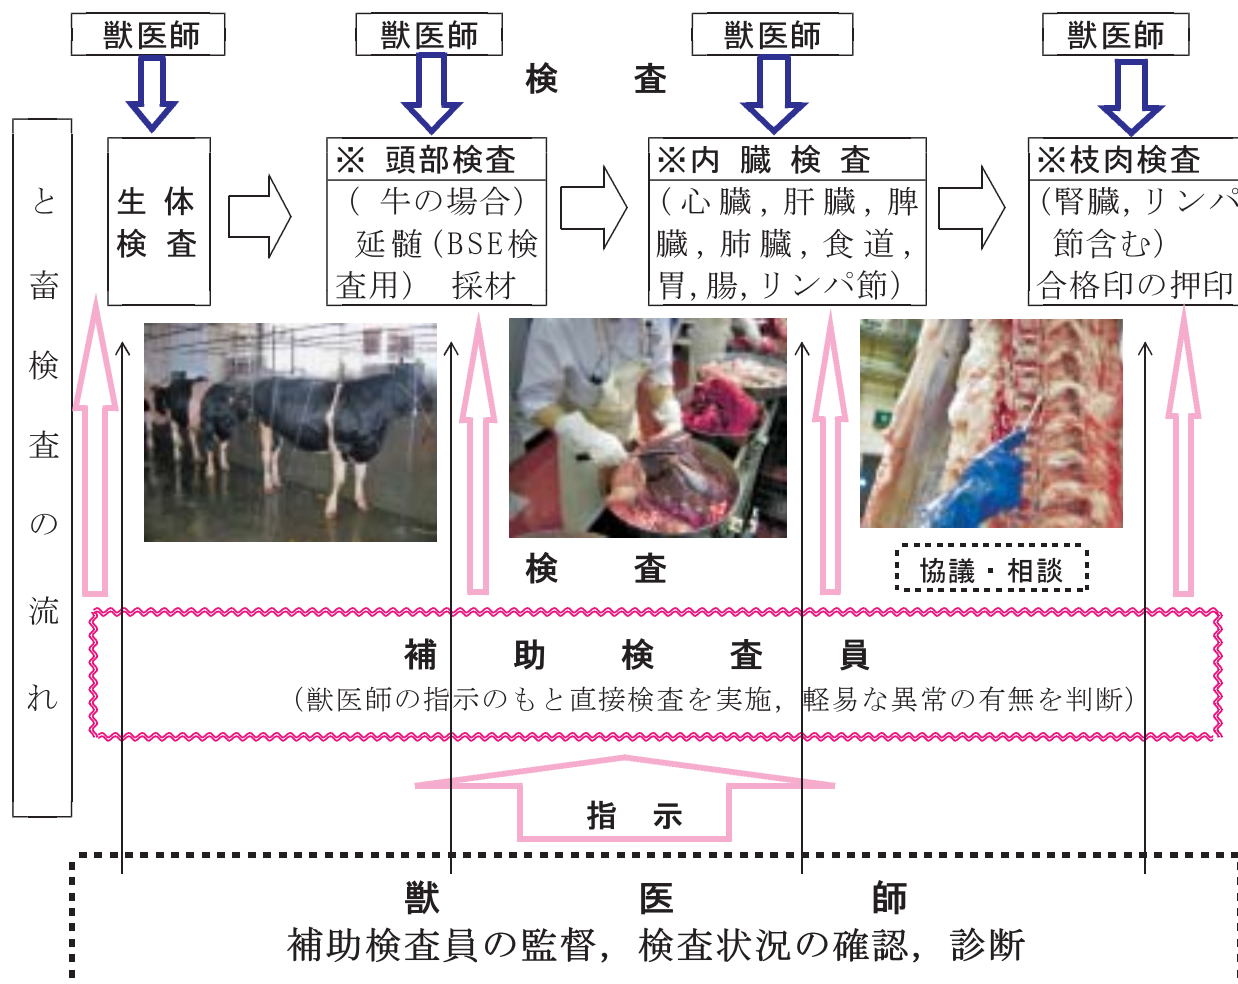 獣医師
獣医師
獣医師
獣医師
検 査
と畜検査の流れ
生 体
検 査
※ 頭部検査
( 牛の場合)
延髄(BSE検
査用) 採材
※内 臓 検 査
(心臓,肝臓,脾
臓,肺臓,食道,
胃,腸,リンパ節)
※枝肉検査
(腎臓,リンパ
節含む)
合格印の押印
検 査
協議・相談
補 助 検 査 員
(獣医師の指示のもと直接検査を実施,軽易な異常の有無を判断)
指 示
獣 医 師
補助検査員の監督,検査状況の確認,診断